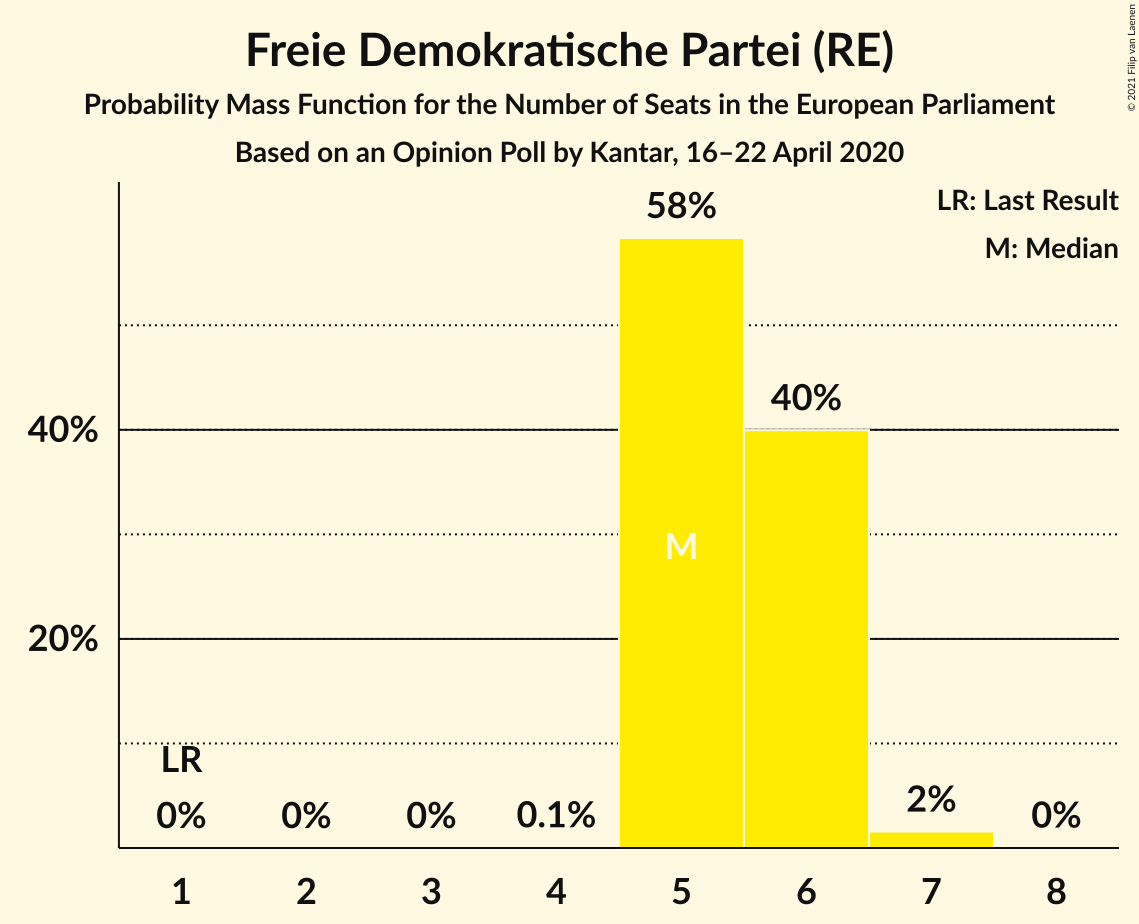 Freie Demokratische Partei (RE)
Probability Mass Function for the Number of Seats in the European Parliament
Based on an Opinion Poll by Kantar, 16–22 April 2020
© 2021 Filip van Laenen
LR: Last Result
M: Median
58%
40%
40%
M
20%
LR
0%
0%
0%
0.1%
2%
0%
1
2
3
4
5
6
7
8